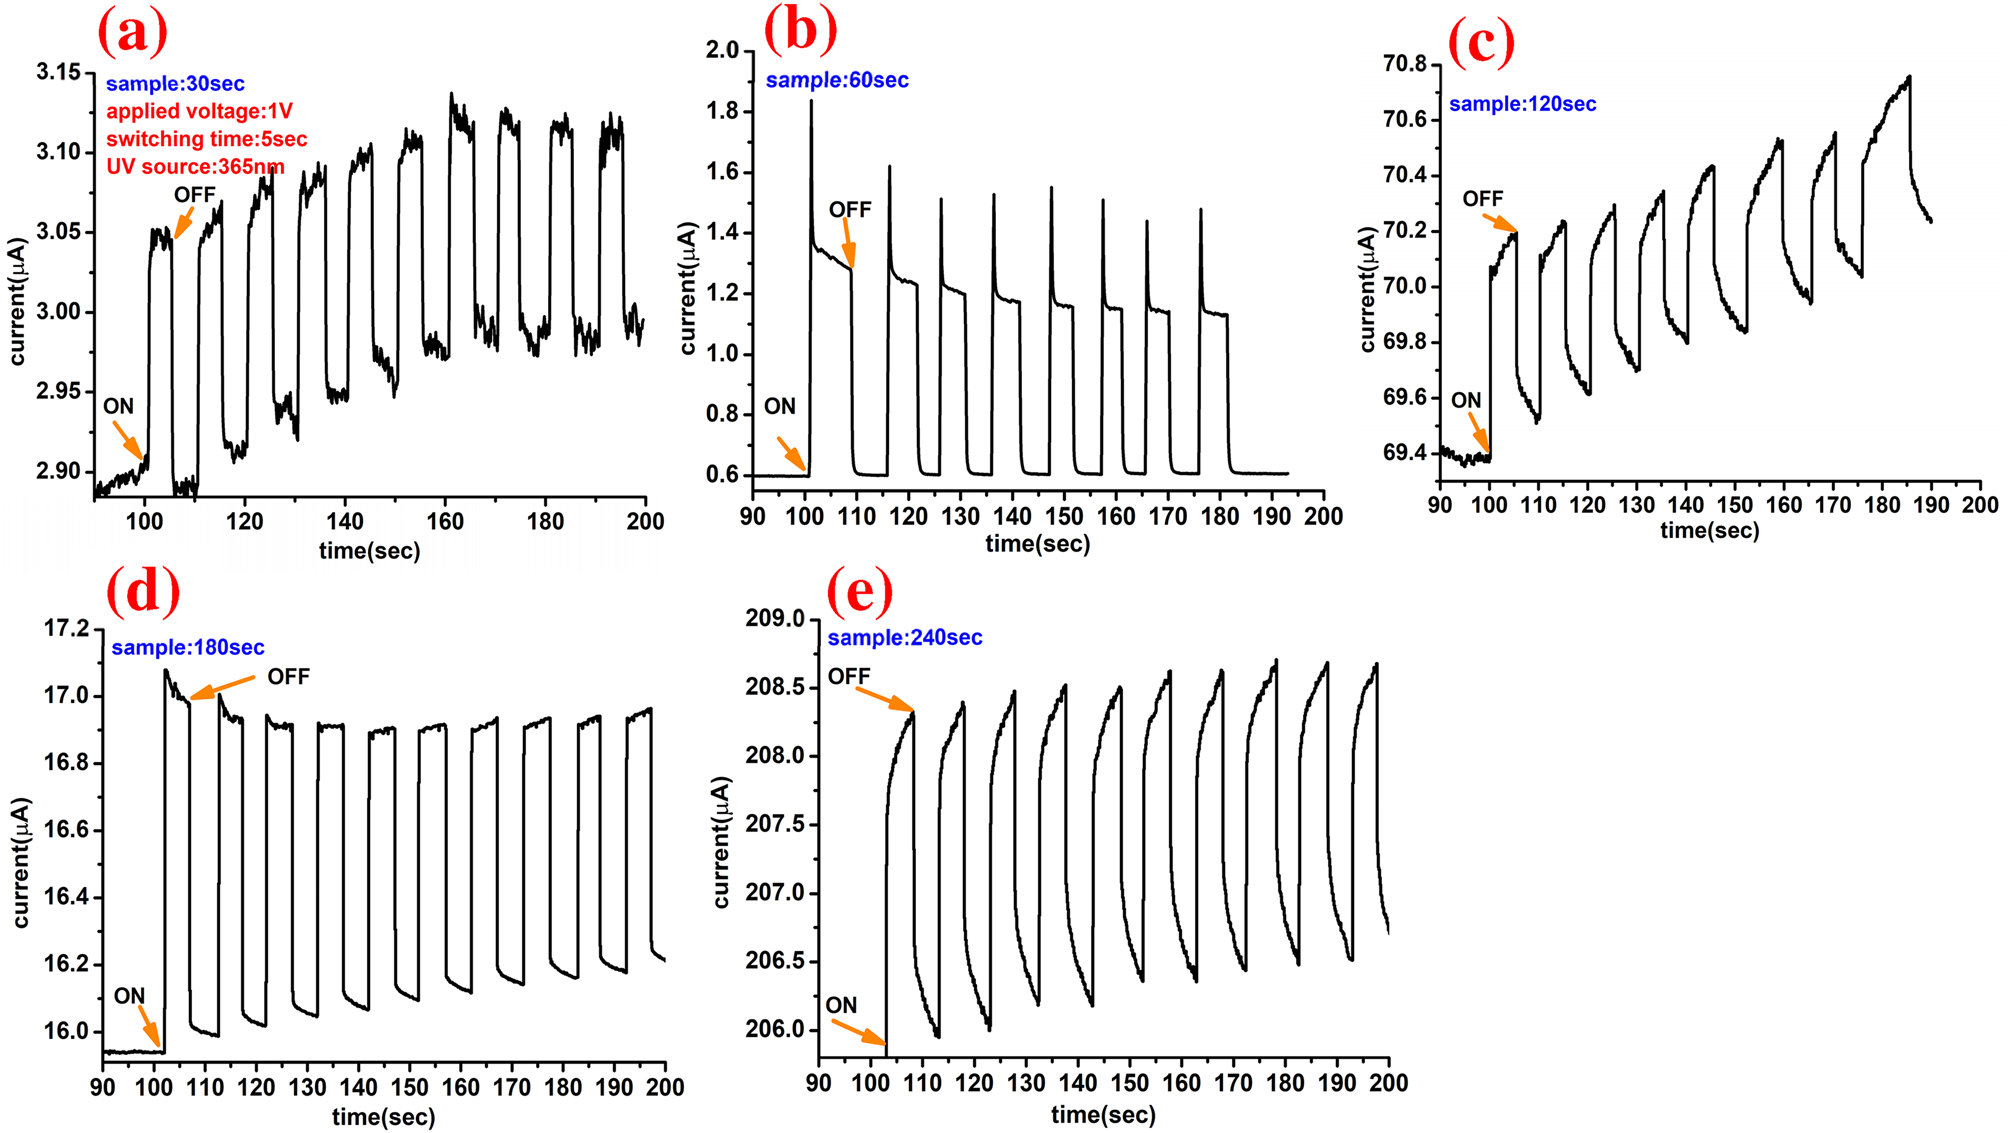 (a)
sample:30sec
applied voltage:1V
switching time:5sec
UV source:365nm
OFF
ON
3.15
3.10
3.05
3.00
2.95
2.90
current(μA)
100 120 140 160 180 200
time(sec)
(b)
sample:60sec
OFF
ON
2.0
1.8
1.6
1.4
1.2
1.0
0.8
0.6
current(μA)
90 100 110 120 130 140 150 160 170 180 190 200
time(sec)
(c)
sample:120sec
OFF
ON
70.8
70.6
70.4
70.2
70.0
69.8
69.6
69.4
current(μA)
90 100 110 120 130 140 150 160 170 180 190 200
time(sec)
(d)
sample:180sec
OFF
ON
17.2
17.0
16.8
16.6
16.4
16.2
16.0
current(μA)
90 100 110 120 130 140 150 160 170 180 190 200
time(sec)
(e)
sample:240sec
OFF
ON
209.0
208.5
208.0
207.5
207.0
206.5
206.0
current(μA)
90 100 110 120 130 140 150 160 170 180 190 200
time(sec)